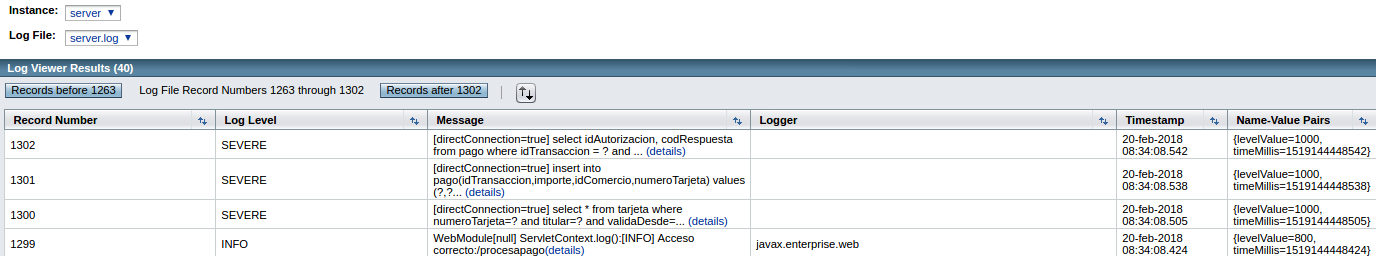 Instance: server ▼
Log File: server.log ▼
Log Viewer Results (40)
Records before 1263 Log File Record Numbers 1263 through 1302 Records after 1302
Record Number Log Level Message Logger Timestamp Name-Value Pairs
1302 SEVERE [directConnection=true] select idAutorizacion, codRespuesta 20-feb-2018 {levelValue=1000,
from pago where idTransaccion = ? and ... (details) 08:34:08.542 timeMillis=1519144448542}
1301 SEVERE [directConnection=true] insert into 20-feb-2018 {levelValue=1000,
pago(idTransaccion,importe,idComercio,numeroTarjeta) values 08:34:08.538 timeMillis=1519144448538}
(?,?... (details)
1300 SEVERE [directConnection=true] select * from tarjeta where 20-feb-2018 {levelValue=1000,
numeroTarjeta=? and titular=? and validaDesde=... (details) 08:34:08.505 timeMillis=1519144448505}
1299 INFO WebModule[null] ServletContext.log():[INFO] Acceso javax.enterprise.web 20-feb-2018 {levelValue=800,
correcto:/procesapago(details) 08:34:08.424 timeMillis=1519144448424}